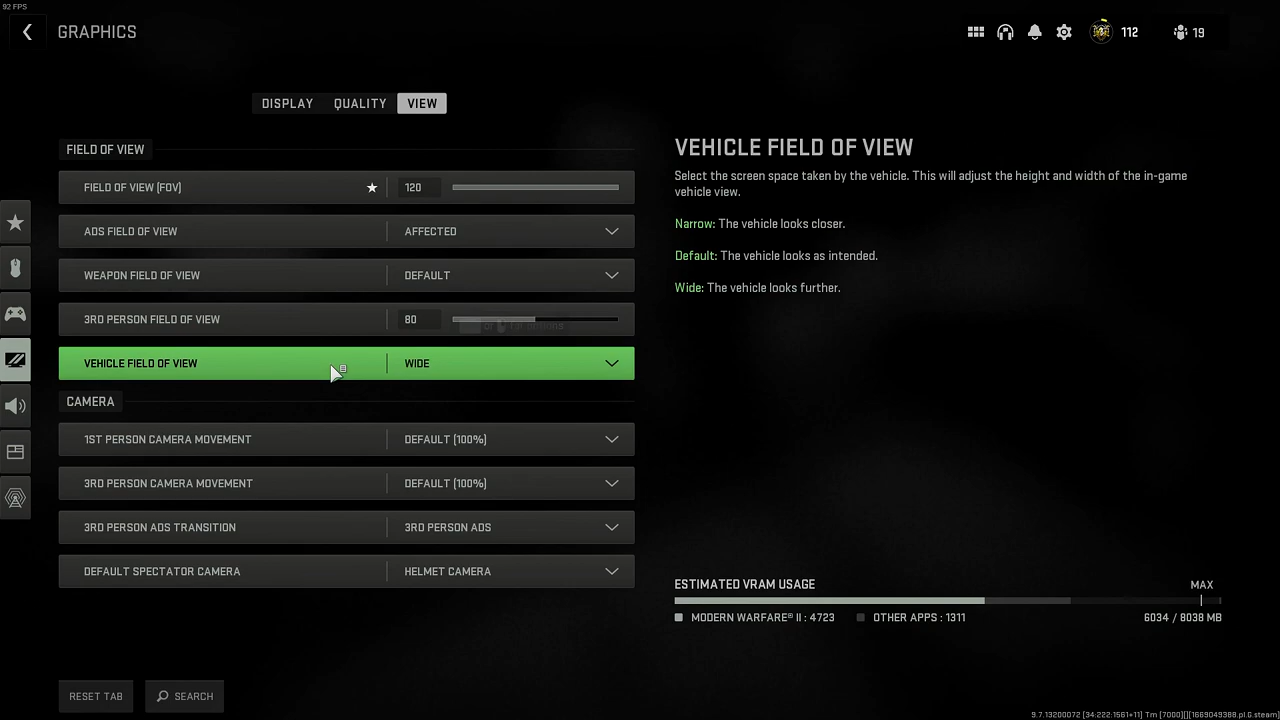 92 FPS
GRAPHICS
112
19
DISPLAY
QUALITY
VIEW
FIELD OF VIEW
FIELD OF VIEW (FOV)
120
ADS FIELD OF VIEW
AFFECTED
WEAPON FIELD OF VIEW
DEFAULT
3RD PERSON FIELD OF VIEW
80
VEHICLE FIELD OF VIEW
WIDE
CAMERA
1ST PERSON CAMERA MOVEMENT
DEFAULT (100%)
3RD PERSON CAMERA MOVEMENT
DEFAULT (100%)
3RD PERSON ADS TRANSITION
3RD PERSON ADS
DEFAULT SPECTATOR CAMERA
HELMET CAMERA
VEHICLE FIELD OF VIEW
Select the screen space taken by the vehicle. This will adjust the height and width of the in-game
vehicle view.
Narrow: The vehicle looks closer.
Default: The vehicle looks as intended.
Wide: The vehicle looks further.
ESTIMATED VRAM USAGE
MAX
MODERN WARFARE® II : 4723
OTHER APPS : 1311
6034 / 8038 MB
RESET TAB
SEARCH